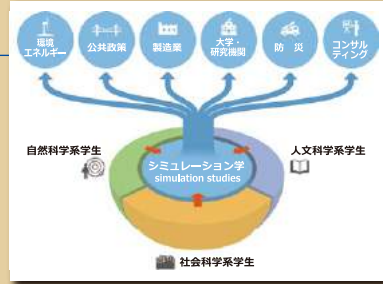 環境
エネルギー
公共政策
製造業
大学・
研究機関
防 災
コンサル
ティング
自然科学系学生
シミュレーション学
simulation studies
人文科学系学生
社会科学系学生